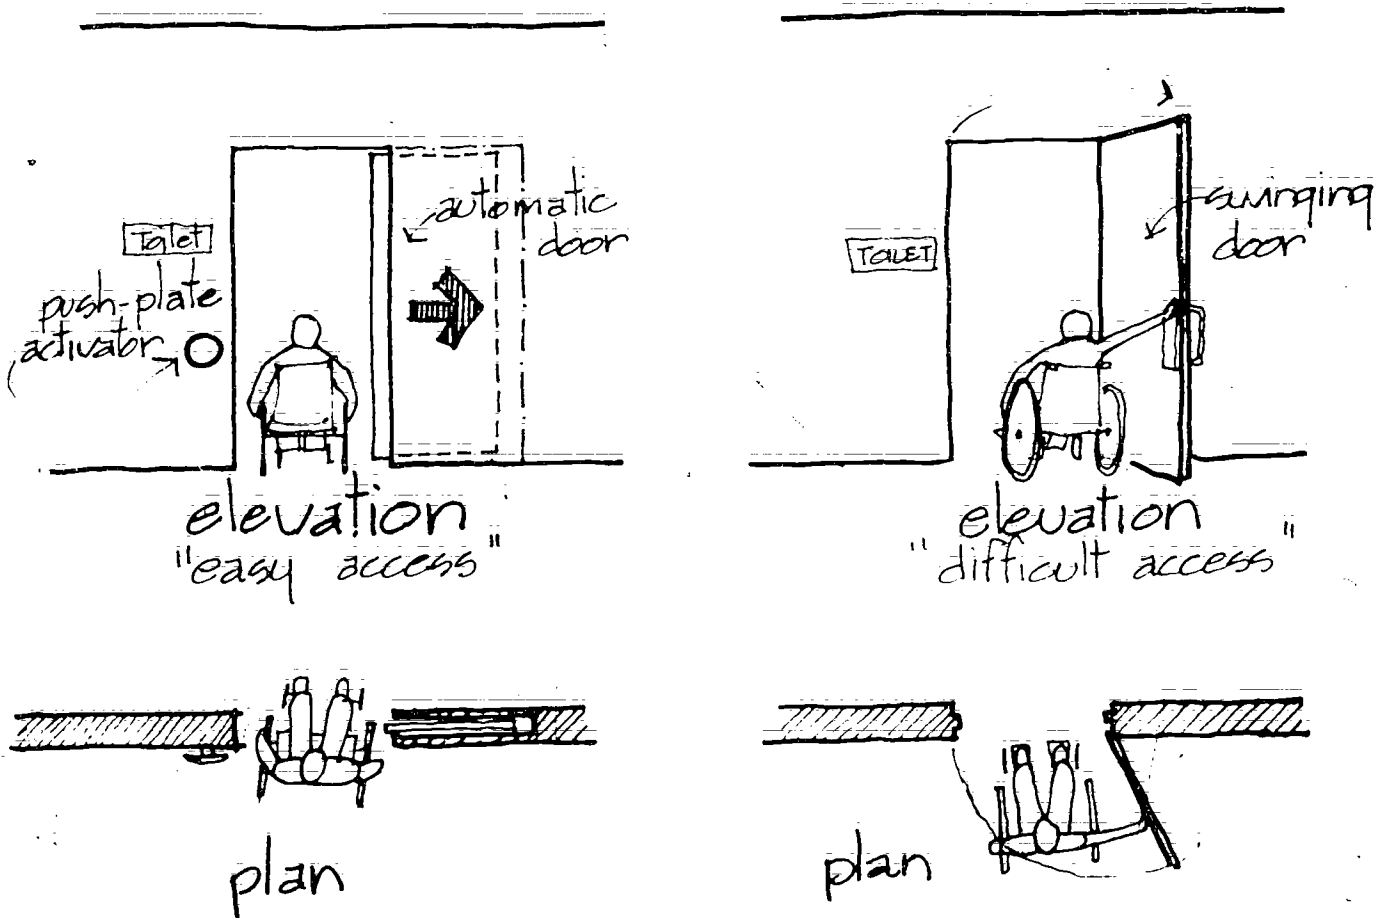 Toilet
push-plate
activator
automatic
door
elevation
"easy access"
plan
TOILET
swinging
door
elevation
"difficult access"
plan